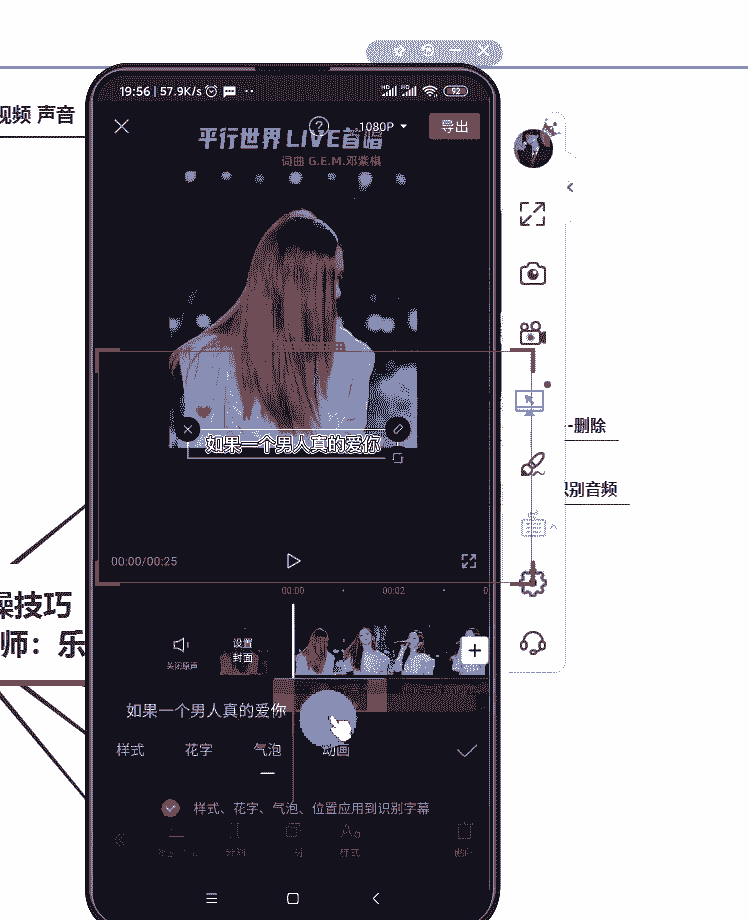 19:56 | 57.9K/s
92
视频 声音
1080P
导出
平行世界 LIVE首唱
词曲 G.E.M.邓紫棋
如果一个男人真的爱你
-删除
识别音频
00:00/00:25
00:00
00:02
操技巧
师：乐
关闭原声
设置
封面
如果一个男人真的爱你
样式
花字
气泡
动画
样式、花字、气泡、位置应用到识别字幕
样式